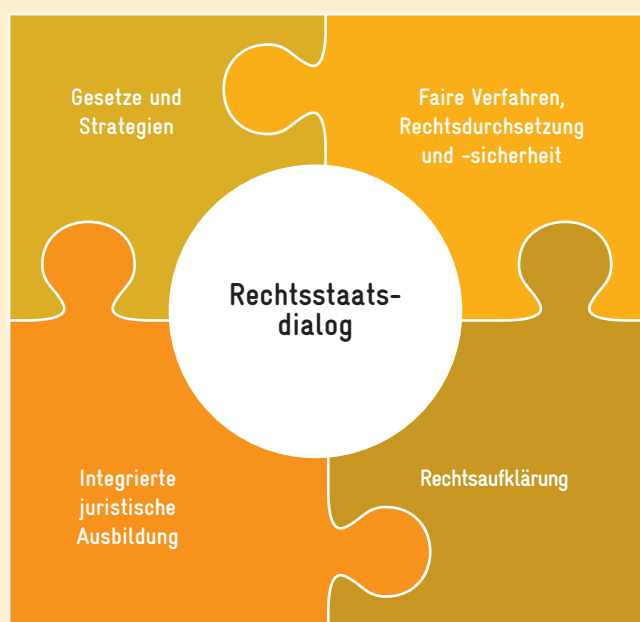 Gesetze und
Strategien
Faire Verfahren,
Rechtsdurchsetzung
und -sicherheit
Rechtsstaats-
dialog
Integrierte
juristische
Ausbildung
Rechtsaufklärung